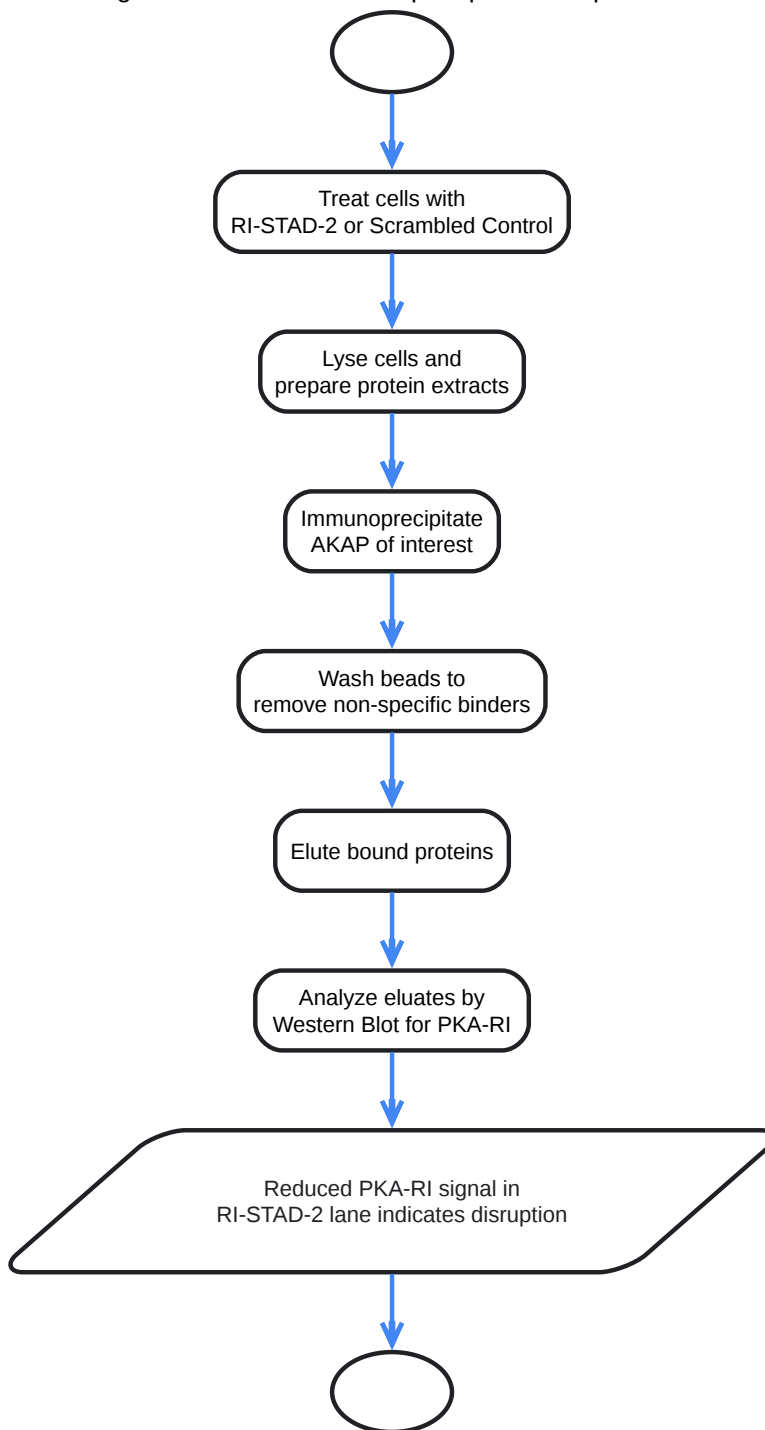 Treat cells with
RI-STAD-2 or Scrambled Control
Lyse cells and
prepare protein extracts
Immunoprecipitate
AKAP of interest
Wash beads to
remove non-specific binders
Elute bound proteins
Analyze eluates by
Western Blot for PKA-RI
Reduced PKA-RI signal in
RI-STAD-2 lane indicates disruption